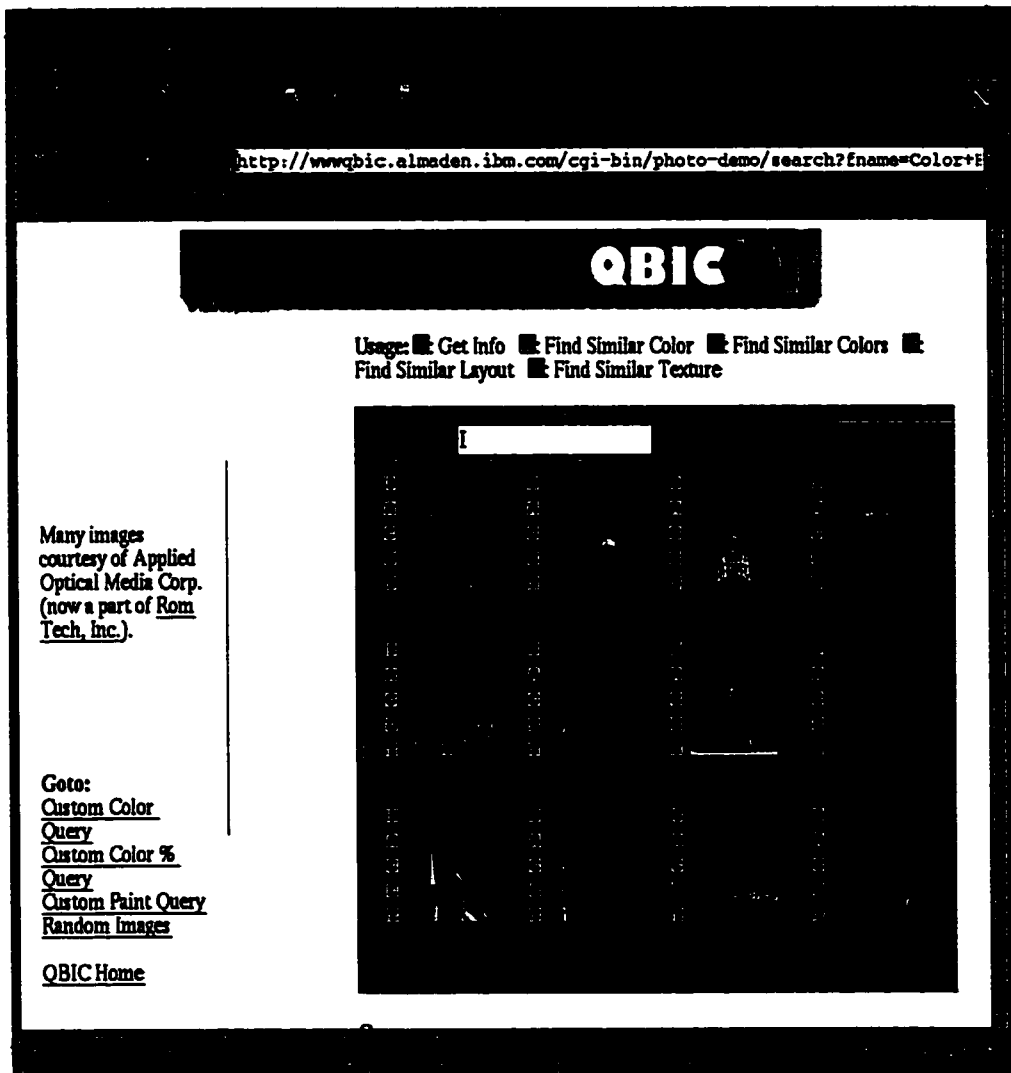 http://wwwqbic.almaden.ibm.com/cgi-bin/photo-demo/search?fname=Color+
QBIC
Usage: Get Info Find Similar Color Find Similar Colors
Find Similar Layout Find Similar Texture
Many images
courtesy of Applied
Optical Media Corp.
(now a part of Rom
Tech, Inc.).
Goto:
Custom Color
Query
Custom Color %
Query
Custom Paint Query
Random Images
QBIC Home